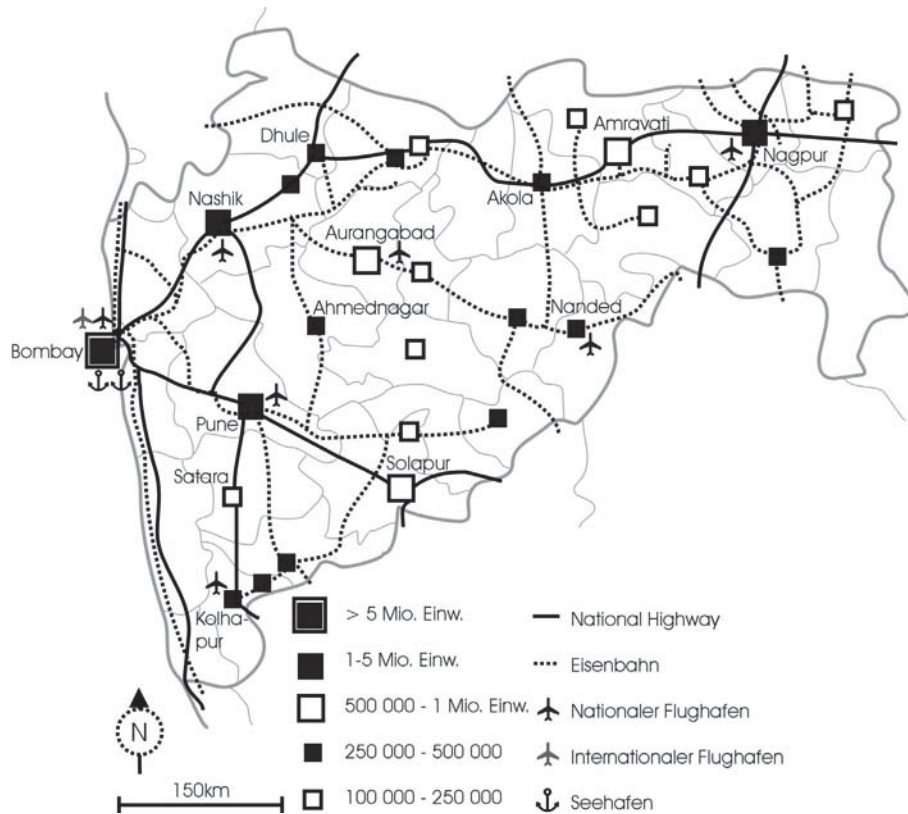 Dhule
Amravati
Nagpur
Nashik
Akola
Aurangabad
Ahmednagar
Nanded
Bombay
Pune
Solapur
Satara
Kolha-
pur
> 5 Mio. Einw.
1-5 Mio. Einw.
500 000 - 1 Mio. Einw.
250 000 - 500 000
100 000 - 250 000
National Highway
Eisenbahn
Nationaler Flughafen
Internationaler Flughafen
Seehafen
N
150km